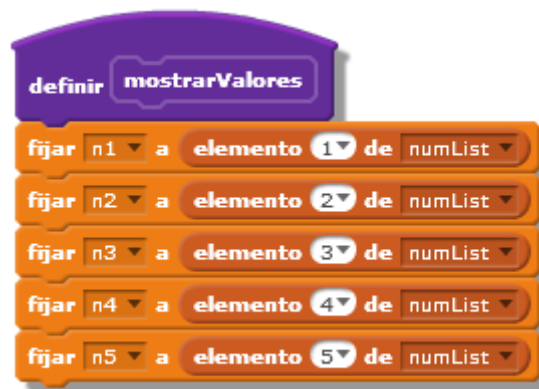 definir mostrarValores
fijar n1 a elemento 1 de numList
fijar n2 a elemento 2 de numList
fijar n3 a elemento 3 de numList
fijar n4 a elemento 4 de numList
fijar n5 a elemento 5 de numList